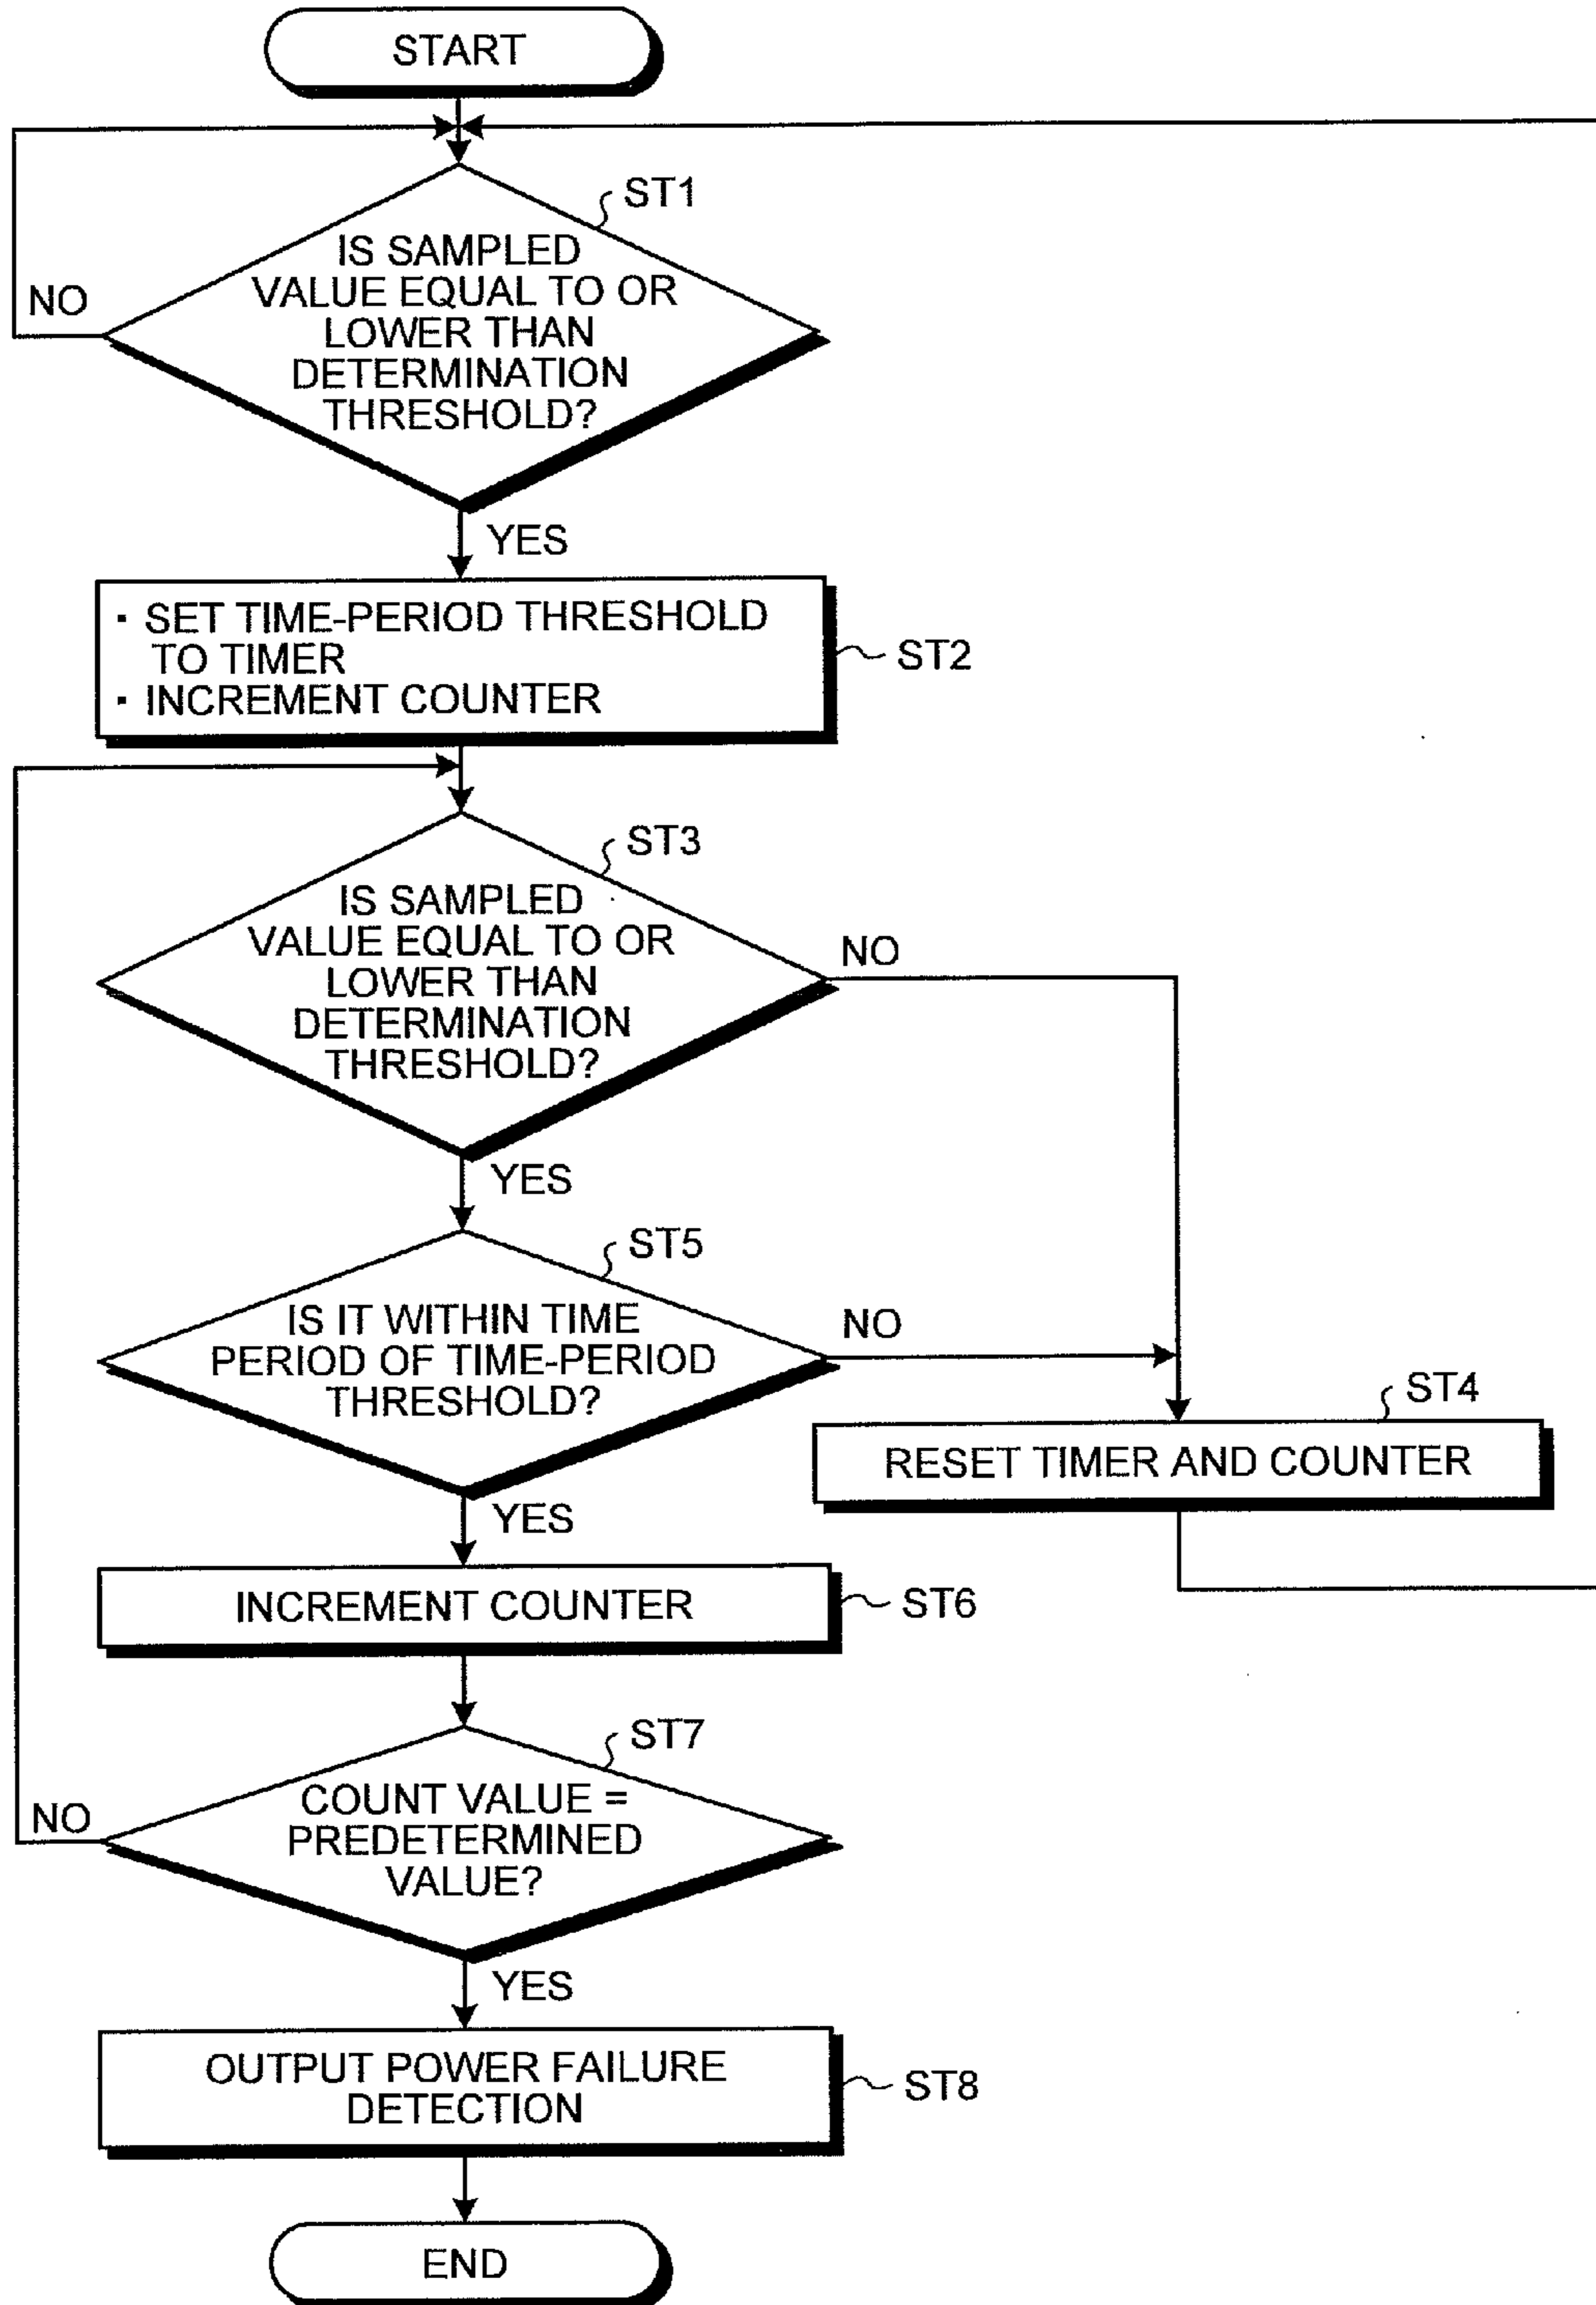 START
ST1
IS SAMPLED
VALUE EQUAL TO OR
LOWER THAN
DETERMINATION
THRESHOLD?
NO
YES
· SET TIME-PERIOD THRESHOLD
TO TIMER
· INCREMENT COUNTER
ST2
ST3
IS SAMPLED
VALUE EQUAL TO OR
LOWER THAN
DETERMINATION
THRESHOLD?
NO
YES
ST5
IS IT WITHIN TIME
PERIOD OF TIME-PERIOD
THRESHOLD?
NO
ST4
RESET TIMER AND COUNTER
YES
INCREMENT COUNTER
ST6
ST7
COUNT VALUE =
PREDETERMINED
VALUE?
NO
YES
OUTPUT POWER FAILURE
DETECTION
ST8
END